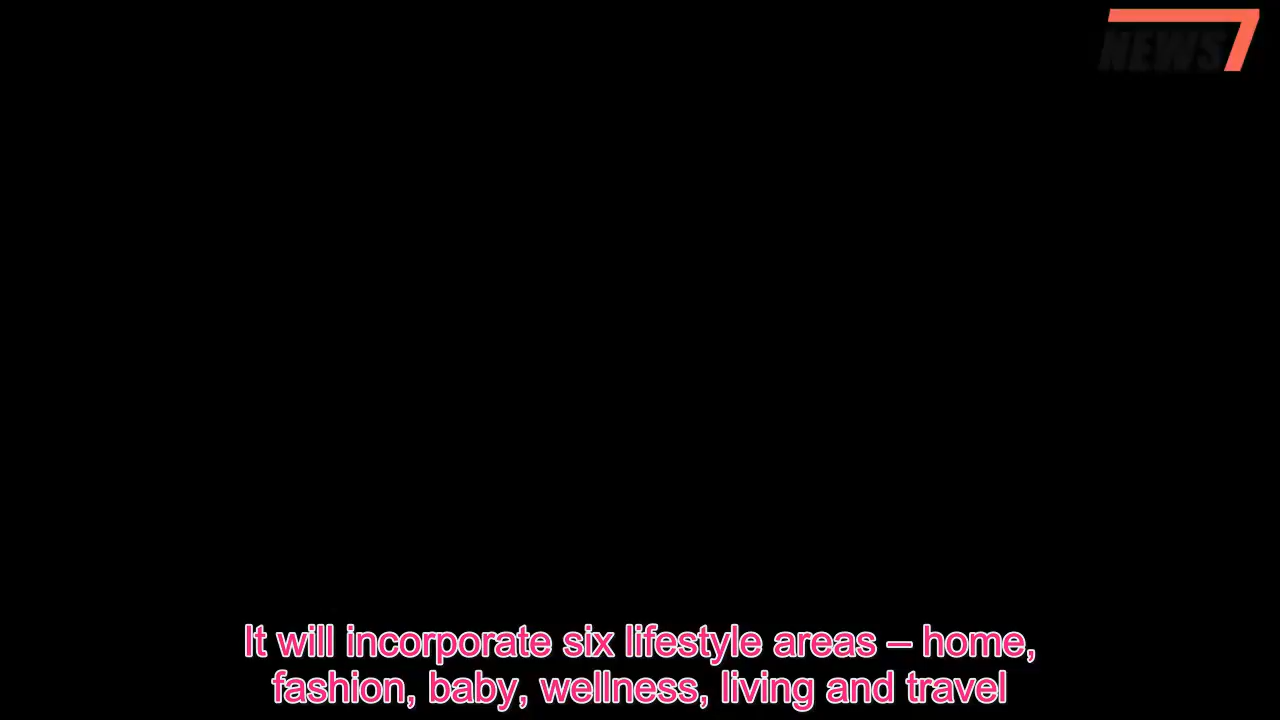 NEWS7
It will incorporate six lifestyle areas – home,
fashion, baby, wellness, living and travel